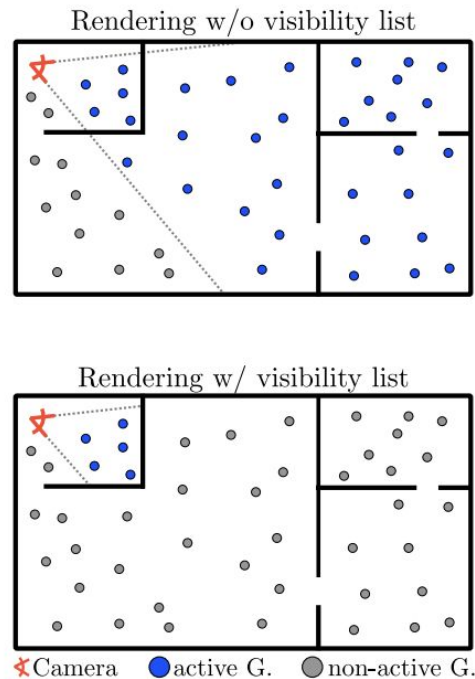 Rendering w/o visibility list
Rendering w/ visibility list
Camera active G. non-active G.